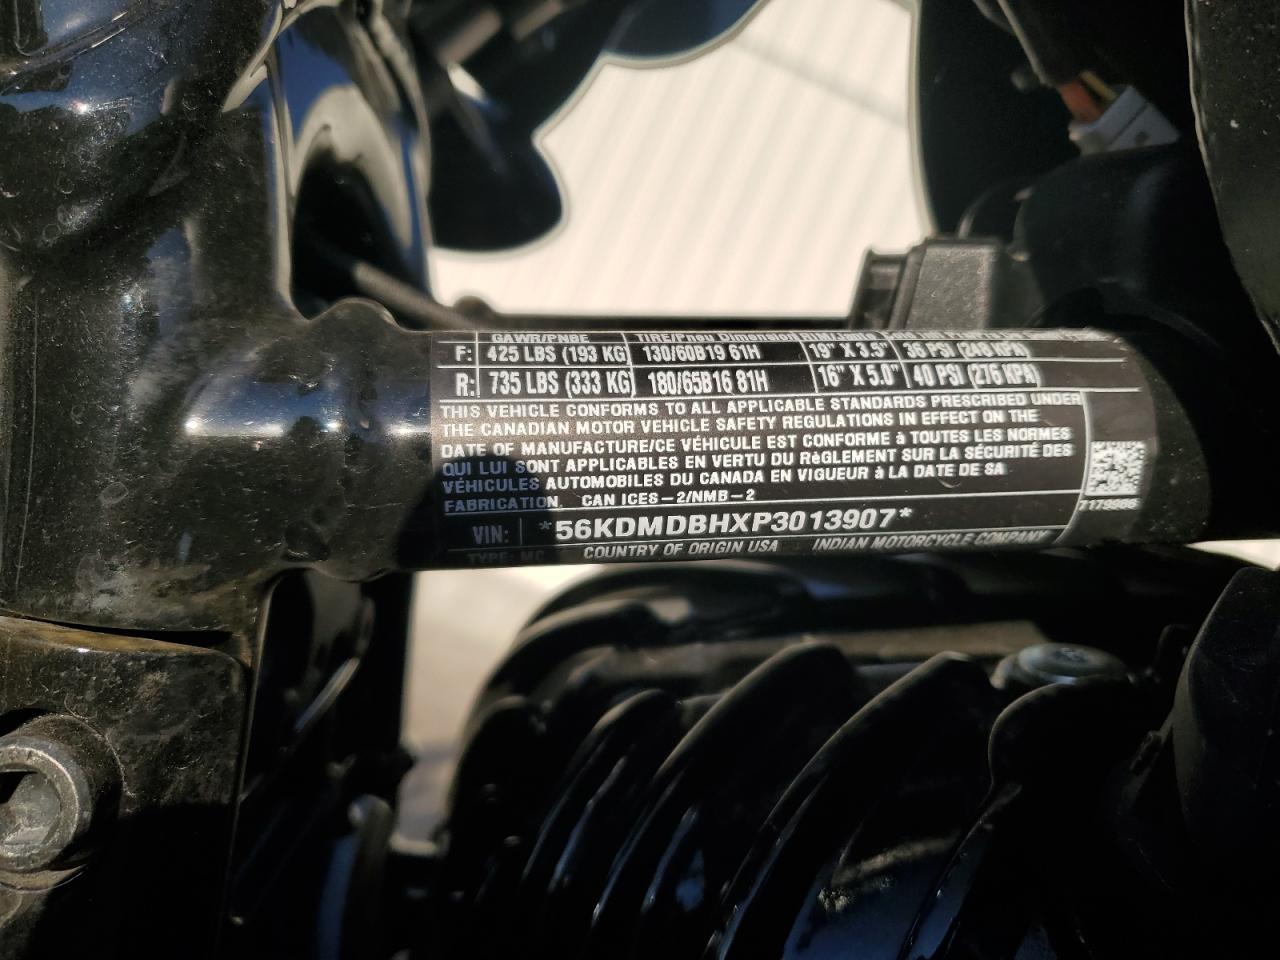 GAWR/PNBE TIRE/Pneu Dimension RIM/Jante
F: 425 LBS (193 KG) 130/60B19 61H 19" X 3.5" 36 PSI (248 KPA)
R: 735 LBS (333 KG) 180/65B16 81H 16" X 5.0" 40 PSI (276 KPA)
THIS VEHICLE CONFORMS TO ALL APPLICABLE STANDARDS PRESCRIBED UNDER
THE CANADIAN MOTOR VEHICLE SAFETY REGULATIONS IN EFFECT ON THE
DATE OF MANUFACTURE/CE VÉHICULE EST CONFORME à TOUTES LES NORMES
QUI LUI SONT APPLICABLES EN VERTU DU RèGLEMENT SUR LA SÉCURITÉ DES
VÉHICULES AUTOMOBILES DU CANADA EN VIGUEUR à LA DATE DE SA
FABRICATION. CAN ICES-2/NMB-2
7179986
VIN: *56KDMDBHXP3013907*
TYPE: MC COUNTRY OF ORIGIN USA INDIAN MOTORCYCLE COMPANY